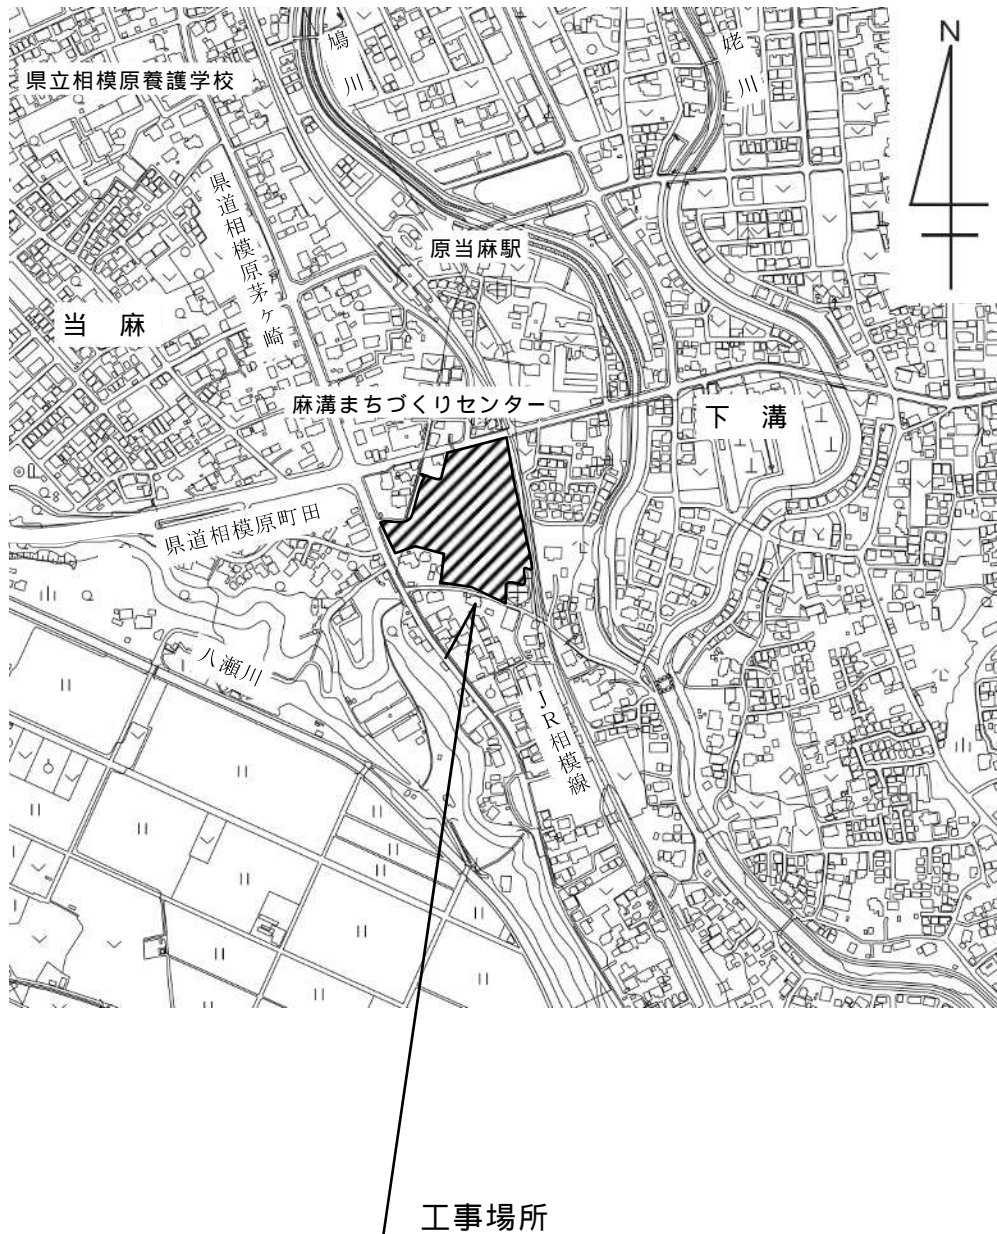 鳩川
姥川
N
県立相模原養護学校
県道相模原茅ヶ崎
原当麻駅
当麻
麻溝まちづくりセンター
下溝
県道相模原町田
八瀬川
JR相模線
工事場所